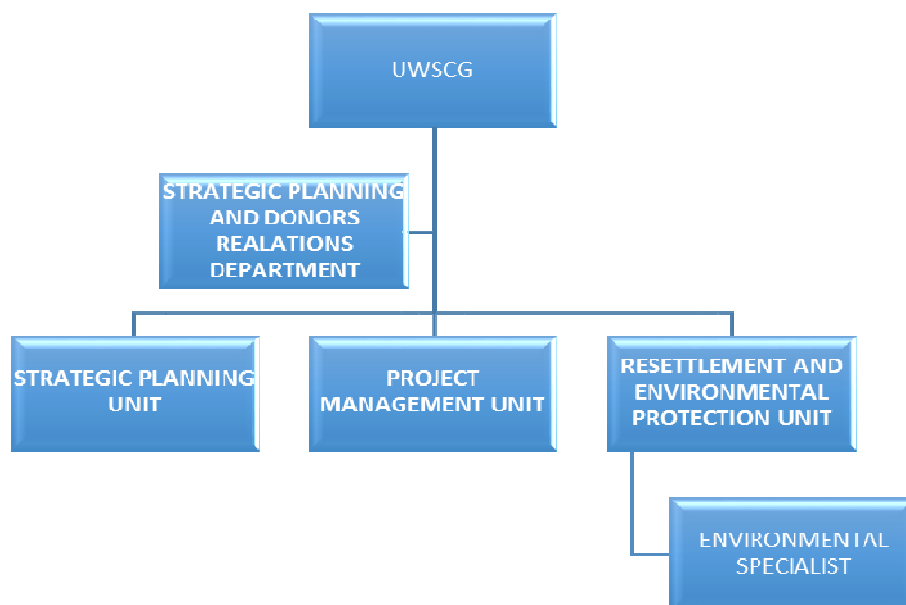 UWSCG
STRATEGIC PLANNING
AND DONORS
REALATIONS
DEPARTMENT
STRATEGIC PLANNING
UNIT
PROJECT
MANAGEMENT UNIT
RESETTLEMENT AND
ENVIRONMENTAL
PROTECTION UNIT
ENVIRONMENTAL
SPECIALIST